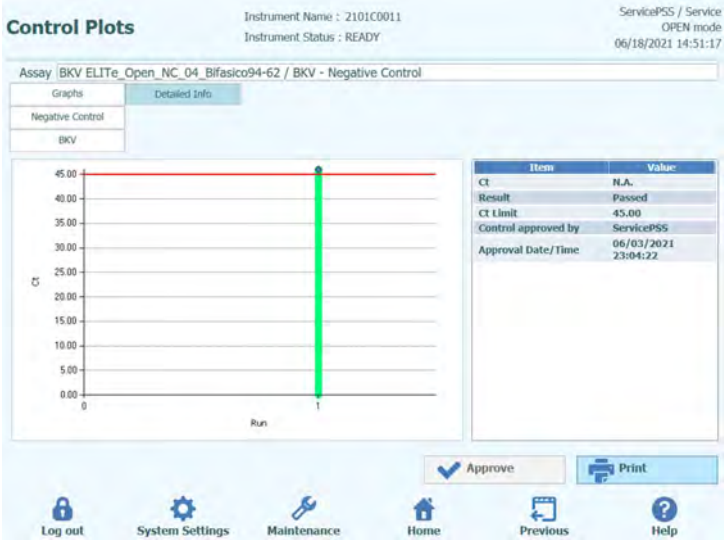 Control Plots
Instrument Name : 2101C0011
Instrument Status : READY
ServicePSS / Service
OPEN mode
06/18/2021 14:51:17
Assay BKV ELITe_Open_NC_04_Bifasico94-62 / BKV - Negative Control
Graphs
Detailed Info
Negative Control
BKV
45.00
40.00
35.00
30.00
25.00
20.00
15.00
10.00
5.00
0.00
Ct
0
1
Run
Item Value
Ct N.A.
Result Passed
Ct Limit 45.00
Control approved by ServicePSS
Approval Date/Time 06/03/2021
23:04:22
Approve
Print
Log out
System Settings
Maintenance
Home
Previous
Help